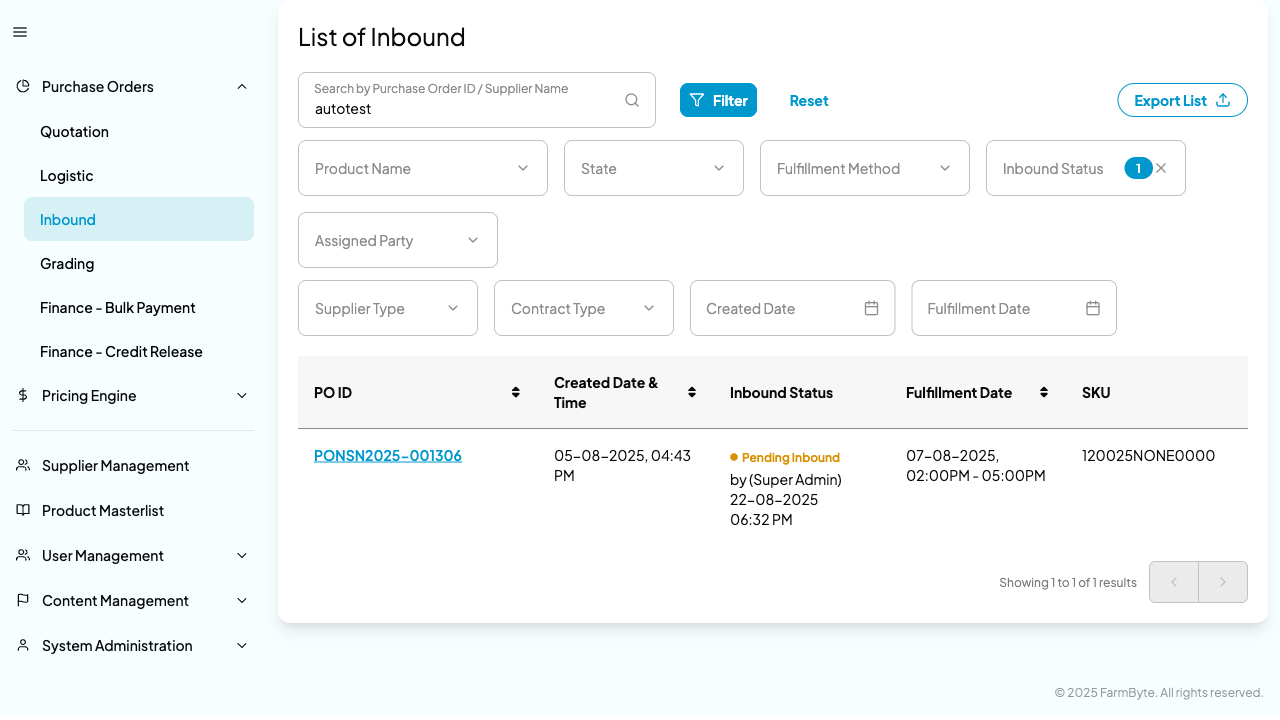 List of Inbound
Purchase Orders
Quotation
Logistic
Inbound
Grading
Finance - Bulk Payment
Finance - Credit Release
Pricing Engine
Supplier Management
Product Masterlist
User Management
Content Management
System Administration
Search by Purchase Order ID / Supplier Name
autotest
Filter
Reset
Export List
Product Name
State
Fulfillment Method
Inbound Status
1
Assigned Party
Supplier Type
Contract Type
Created Date
Fulfillment Date
PO ID
Created Date &
Time
Inbound Status
Fulfillment Date
SKU
PONSN2025-001306
05-08-2025, 04:43
PM
Pending Inbound
by (Super Admin)
22-08-2025
06:32 PM
07-08-2025,
02:00PM - 05:00PM
120025NONE0000
Showing 1 to 1 of 1 results
© 2025 FarmByte. All rights reserved.